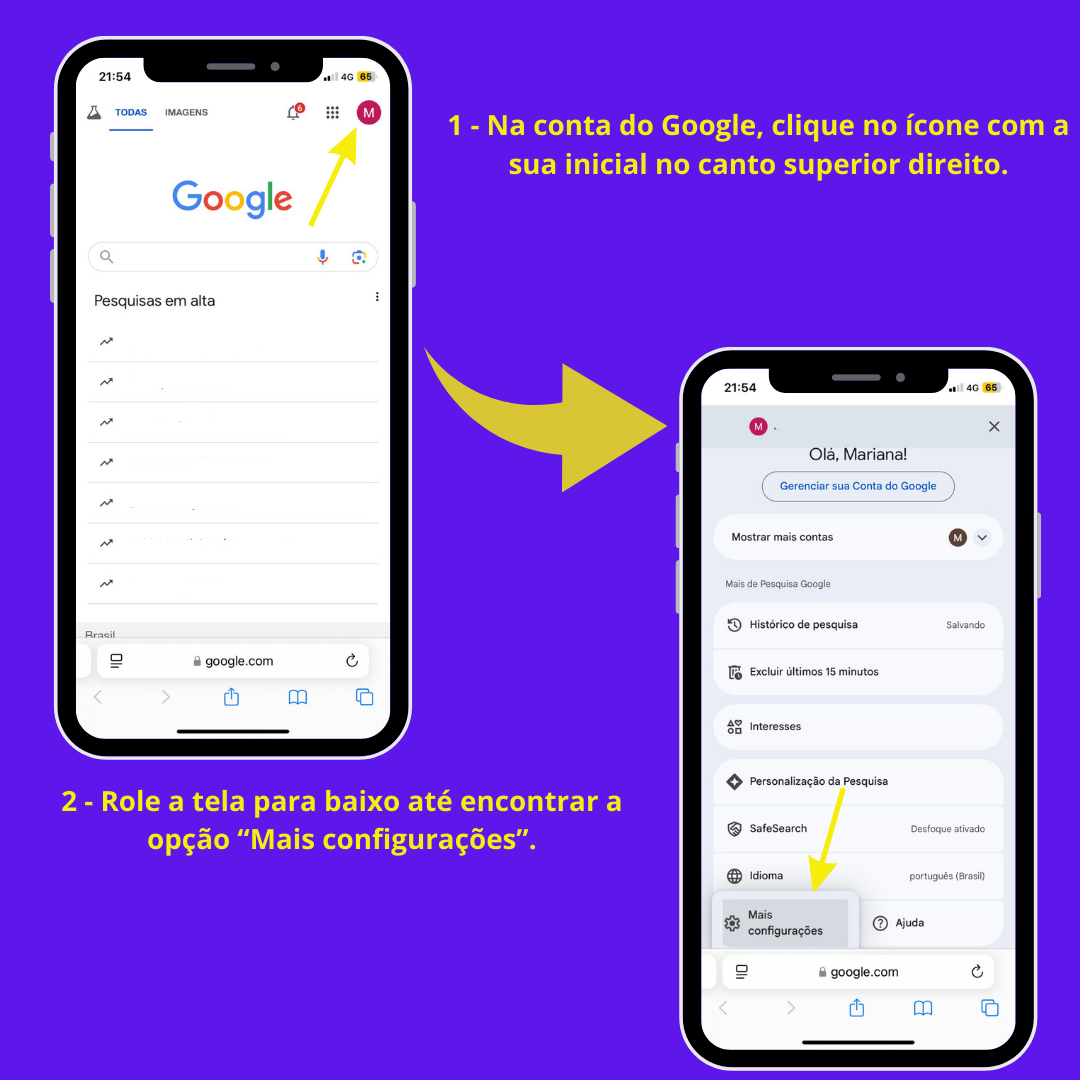 21:54
4G 65
TODAS IMAGENS 6 M
1 - Na conta do Google, clique no ícone com a
sua inicial no canto superior direito.
Google
Pesquisas em alta
Brasil
google.com
2 - Role a tela para baixo até encontrar a
opção “Mais configurações”.
21:54
4G 65
M
Olá, Mariana!
Gerenciar sua Conta do Google
Mostrar mais contas M
Mais de Pesquisa Google
Histórico de pesquisa Salvando
Excluir últimos 15 minutos
Interesses
Personalização da Pesquisa
SafeSearch Desfoque ativado
Idioma português (Brasil)
Mais
configurações
Ajuda
google.com